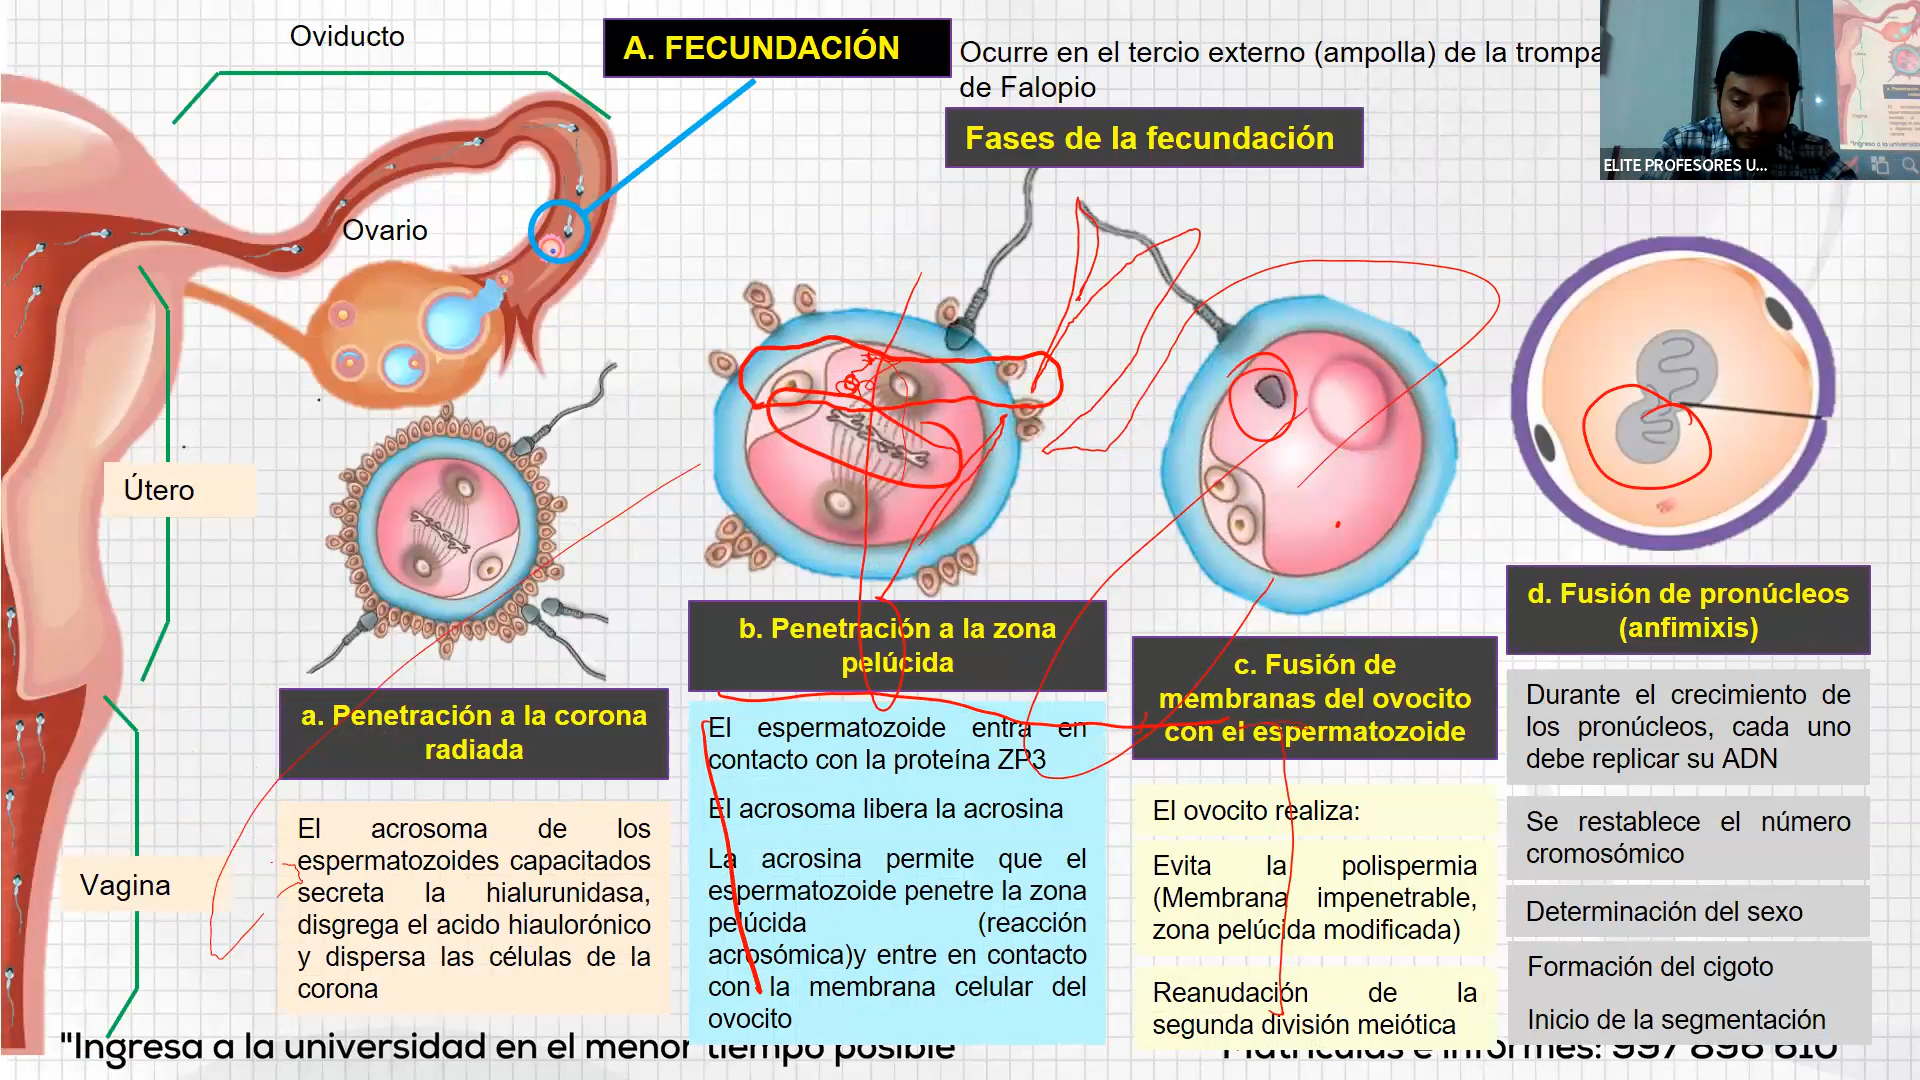 Oviducto
A. FECUNDACIÓN
Ocurre en el tercio externo (ampolla) de la trompa
de Falopio
Fases de la fecundación
ELITE PROFESORES U...
Ovario
Útero
Vagina
a. Penetración a la corona
radiada
El acrosoma de los
espermatozoides capacitados
secreta la hialurunidasa,
disgrega el acido hiaulorónico
y dispersa las células de la
corona
b. Penetración a la zona
pelúcida
El espermatozoide entra en
contacto con la proteína ZP3
El acrosoma libera la acrosina
La acrosina permite que el
espermatozoide penetre la zona
pelúcida (reacción
acrosómica)y entre en contacto
con la membrana celular del
ovocito
c. Fusión de
membranas del ovocito
con el espermatozoide
El ovocito realiza:
Evita la polispermia
(Membrana impenetrable,
zona pelúcida modificada)
Reanudación de la
segunda división meiótica
d. Fusión de pronúcleos
(anfimixis)
Durante el crecimiento de
los pronúcleos, cada uno
debe replicar su ADN
Se restablece el número
cromosómico
Determinación del sexo
Formación del cigoto
Inicio de la segmentación
"Ingresa a la universidad en el menor tiempo posible
Matriculas e informes: 997 896 610